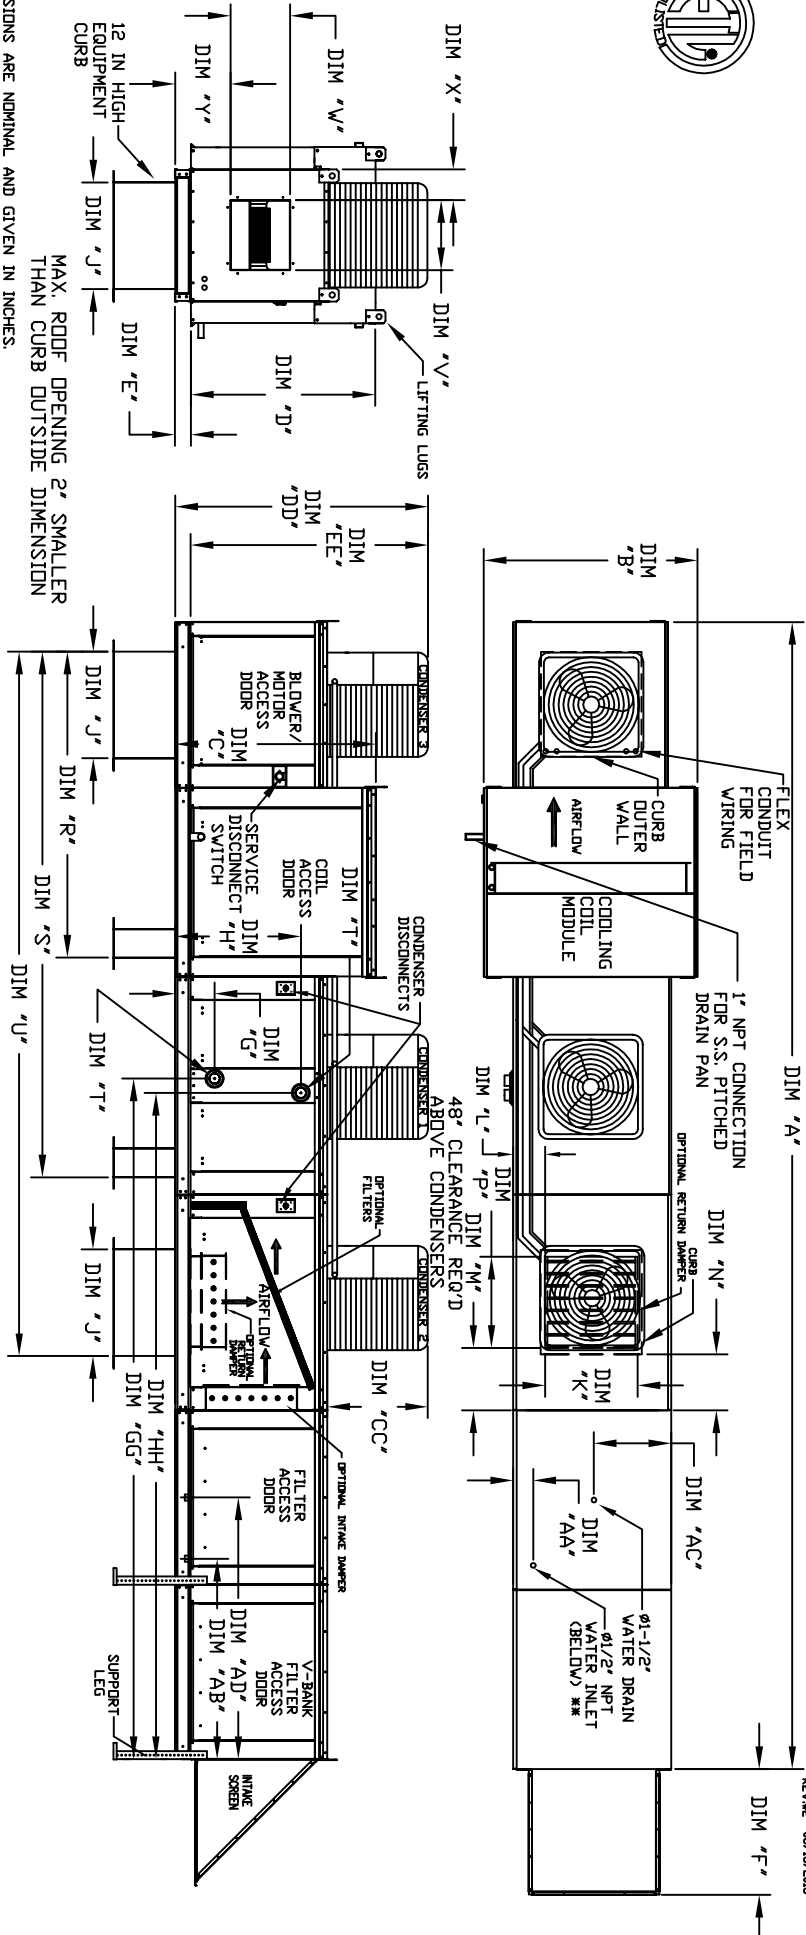 LISTED
DIM "A"
DIM "F"
DIM
"B"
FLEX
CONDUIT
FOR FIELD
WIRING
CURB
OUTER
WALL
AIRFLOW
COOLING
COIL
MODULE
1" NPT CONNECTION
FOR S.S. PITCHED
DRAIN PAN
OPTIONAL RETURN DAMPER
CURB
DIM "N"
DIM "L"
DIM
"P"
DIM "M"
DIM
"K"
DIM "AC"
DIM
"AA"
ø1-1/2"
WATER DRAIN
ø1/2" NPT
WATER INLET
(BELOW) **
48" CLEARANCE REQ'D
ABOVE CONDENSERS
DIM "X"
DIM "W"
DIM "Y"
DIM "V"
LIFTING LUGS
12 IN HIGH
EQUIPMENT
CURB
DIM "J"
DIM "E"
DIM "D"
MAX. ROOF OPENING 2" SMALLER
THAN CURB OUTSIDE DIMENSION
SIONS ARE NOMINAL AND GIVEN IN INCHES.
DIM
"EE"
DIM
"DD"
CONDENSER 3
CONDENSER 1
CONDENSER 2
BLOWER/
MOTOR
ACCESS
DOOR
DIM
"C"
SERVICE
DISCONNECT
SWITCH
COIL
ACCESS
DOOR
DIM "T"
DIM
"H"
CONDENSER
DISCONNECTS
DIM
"G"
OPTIONAL
FILTERS
AIRFLOW
OPTIONAL
RETURN
DAMPER
DIM "CC"
OPTIONAL INTAKE DAMPER
FILTER
ACCESS
DOOR
V-BANK
FILTER
ACCESS
DOOR
DIM "AD"
DIM "AB"
INTAKE
SCREEN
SUPPORT
LEG
DIM "J"
DIM "R"
DIM "S"
DIM "U"
DIM "T"
DIM "J"
DIM "HH"
DIM "GG"